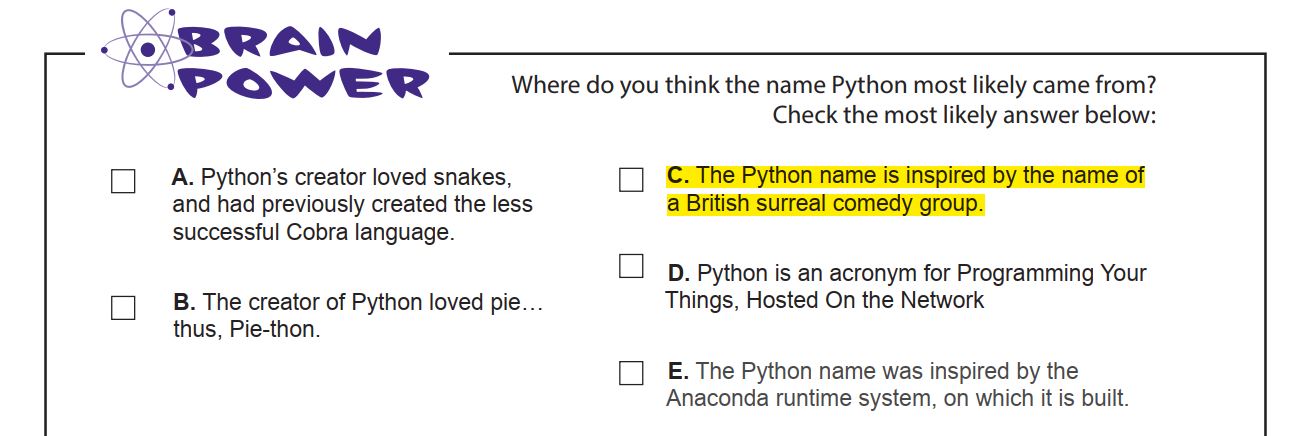 BRAIN
POWER
Where do you think the name Python most likely came from?
Check the most likely answer below:
A. Python’s creator loved snakes,
and had previously created the less
successful Cobra language.
B. The creator of Python loved pie…
thus, Pie-thon.
C. The Python name is inspired by the name of
a British surreal comedy group.
D. Python is an acronym for Programming Your
Things, Hosted On the Network
E. The Python name was inspired by the
Anaconda runtime system, on which it is built.